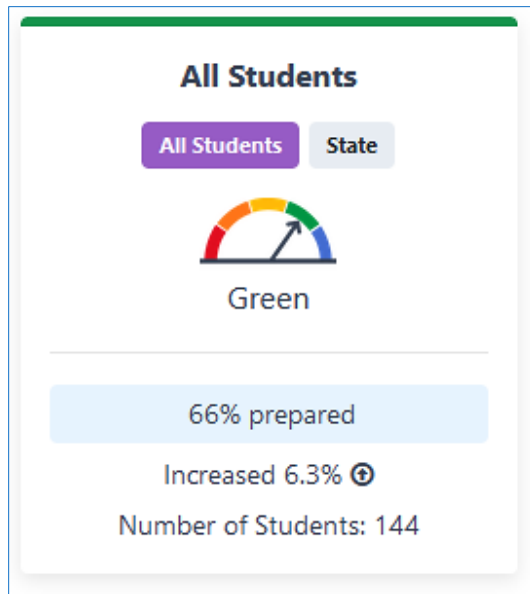 All Students
All Students State
Green
66% prepared
Increased 6.3%
Number of Students: 144